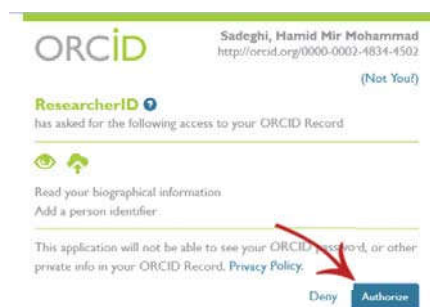 ORCiD
Sadeghi, Hamid Mir Mohammad
http://orcid.org/0000-0002-4834-4502
(Not You?)
ResearcherID ?
has asked for the following access to your ORCID Record
Read your biographical information
Add a person identifier
This application will not be able to see your ORCID password, or other
private info in your ORCID Record. Privacy Policy.
Deny Authorize